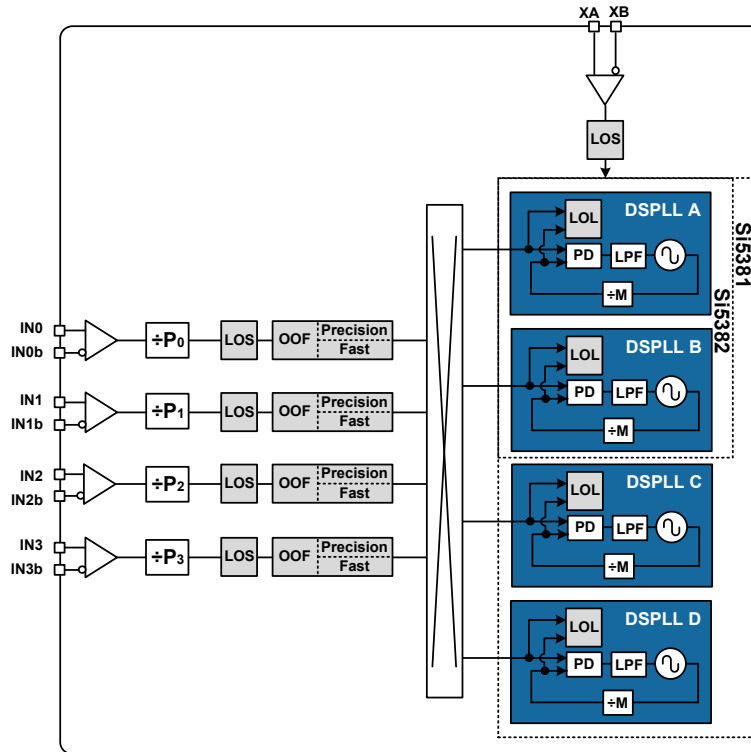 XA XB
LOS
Si5381
Si5382
DSPLL A
LOL
PD LPF
÷M
DSPLL B
LOL
PD LPF
÷M
DSPLL C
LOL
PD LPF
÷M
DSPLL D
LOL
PD LPF
÷M
IN0
IN0b
÷P0 LOS OOF Precision
Fast
IN1
IN1b
÷P1 LOS OOF Precision
Fast
IN2
IN2b
÷P2 LOS OOF Precision
Fast
IN3
IN3b
÷P3 LOS OOF Precision
Fast